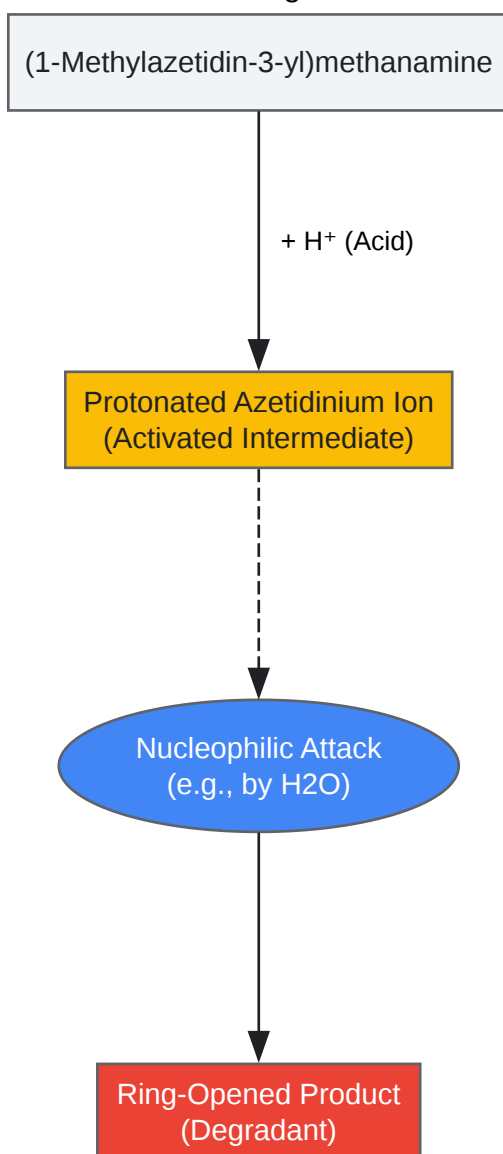 (1-Methylazetidin-3-yl)methanamine
+ H⁺ (Acid)
Protonated Azetidinium Ion
(Activated Intermediate)
Nucleophilic Attack
(e.g., by H2O)
Ring-Opened Product
(Degradant)